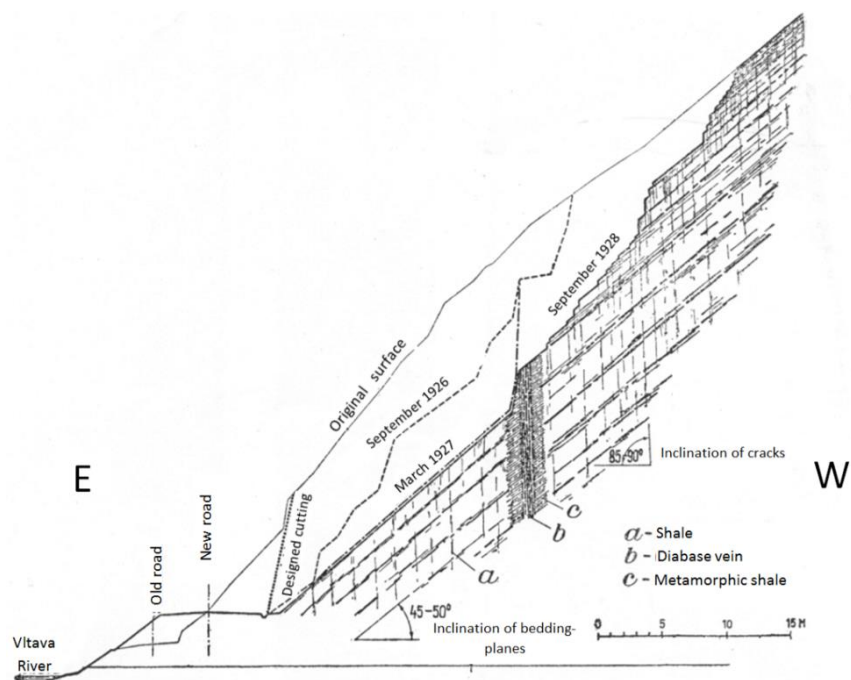 Original surface
September 1926
March 1927
September 1928
Designed cutting
E
W
New road
Old road
Vltava
River
85-90°
Inclination of cracks
a - Shale
b - Diabase vein
c - Metamorphic shale
a
b
c
45-50°
Inclination of bedding-
planes
0 5 10 15 M